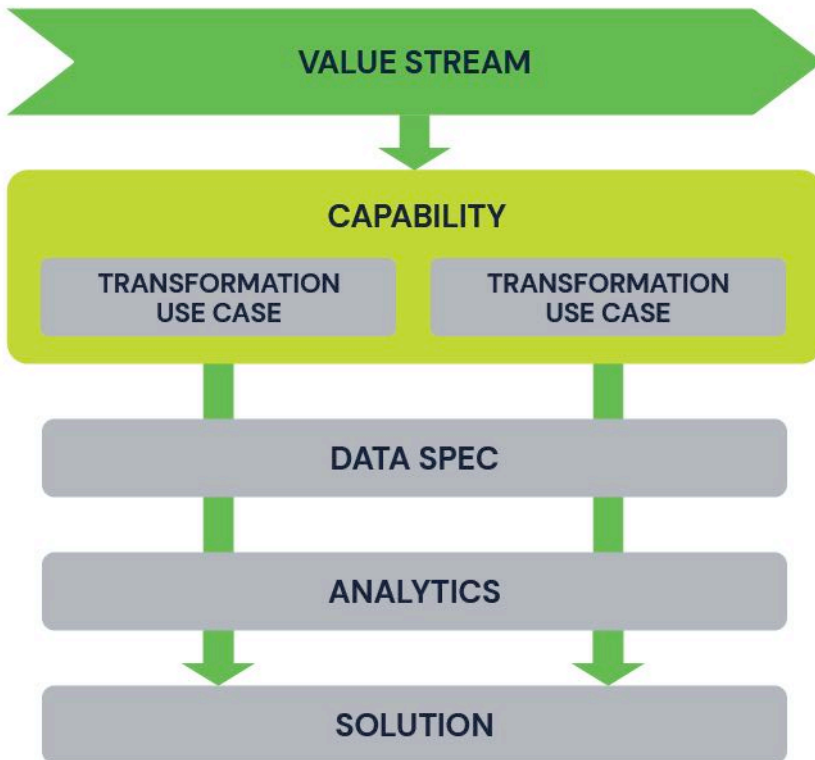 VALUE STREAM
CAPABILITY
TRANSFORMATION
USE CASE
TRANSFORMATION
USE CASE
DATA SPEC
ANALYTICS
SOLUTION